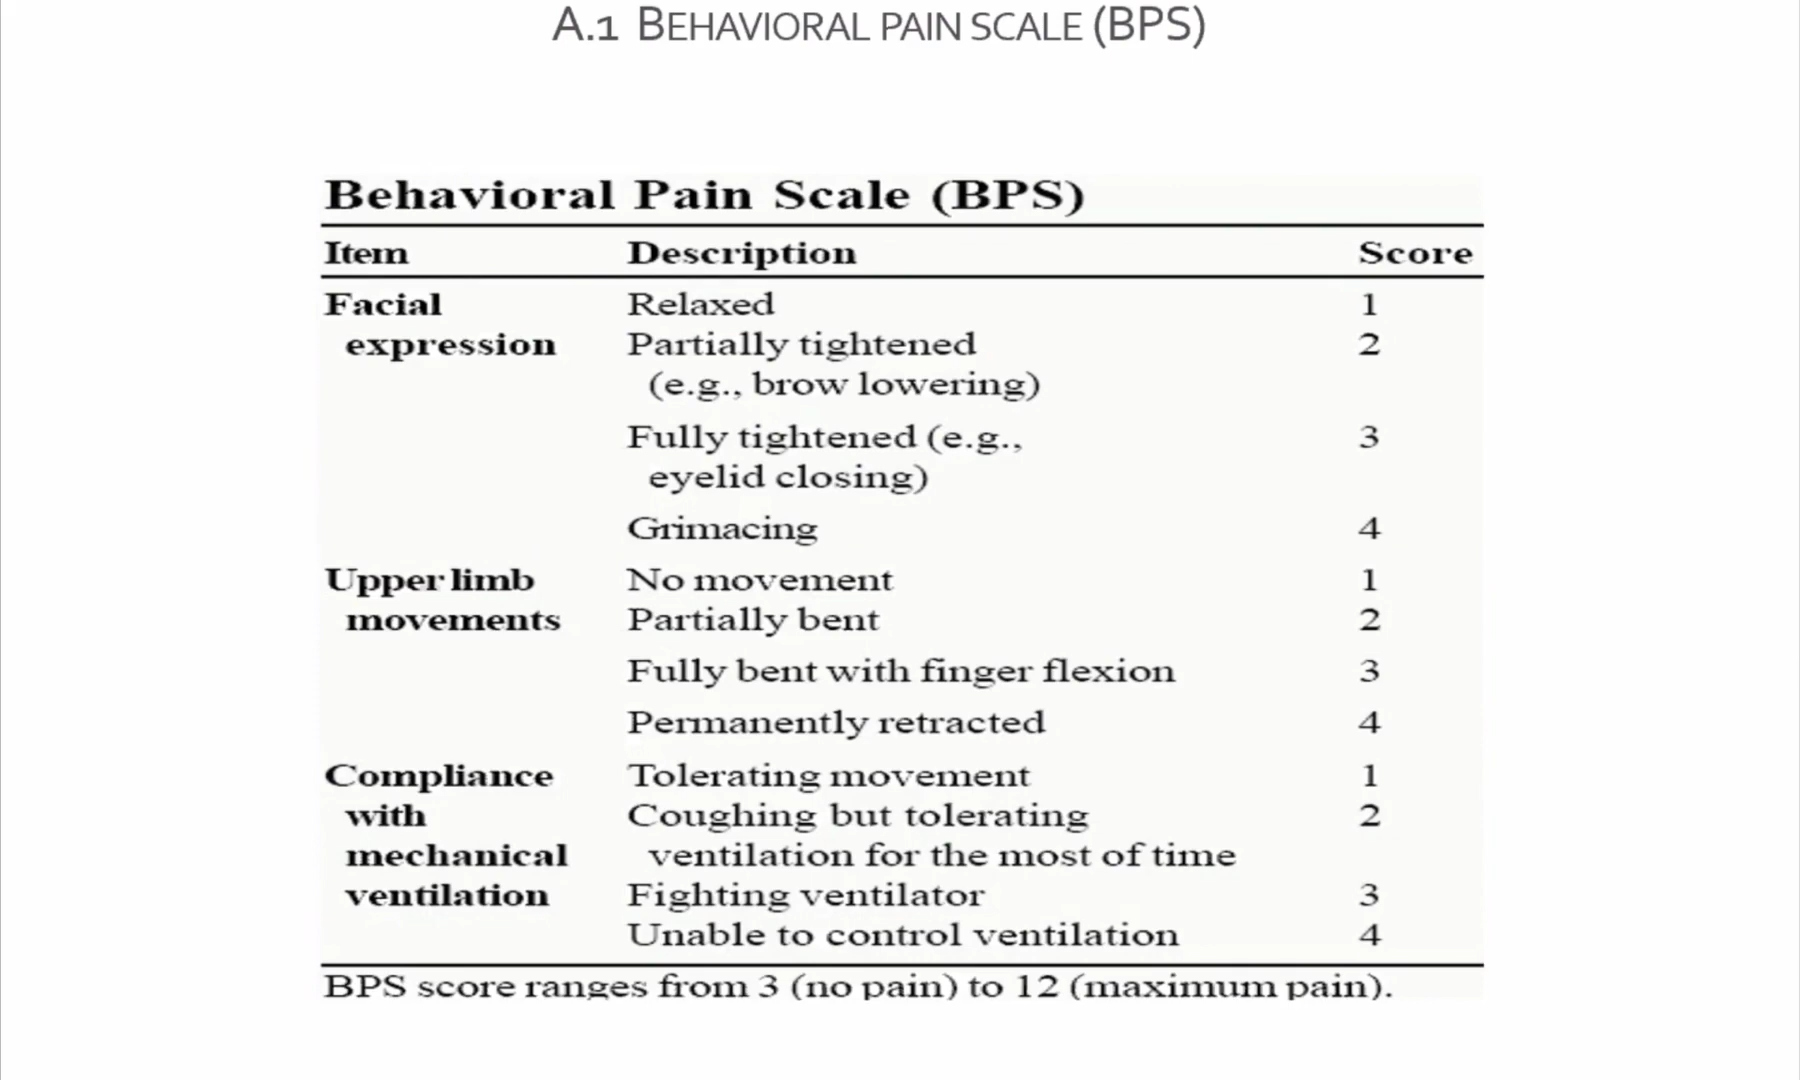 A.1 BEHAVIORAL PAIN SCALE (BPS)
Behavioral Pain Scale (BPS)
Item Description Score
Facial Relaxed 1
expression Partially tightened 2
(e.g., brow lowering)
Fully tightened (e.g., 3
eyelid closing)
Grimacing 4
Upper limb No movement 1
movements Partially bent 2
Fully bent with finger flexion 3
Permanently retracted 4
Compliance Tolerating movement 1
with Coughing but tolerating 2
mechanical ventilation for the most of time
ventilation Fighting ventilator 3
Unable to control ventilation 4
BPS score ranges from 3 (no pain) to 12 (maximum pain).